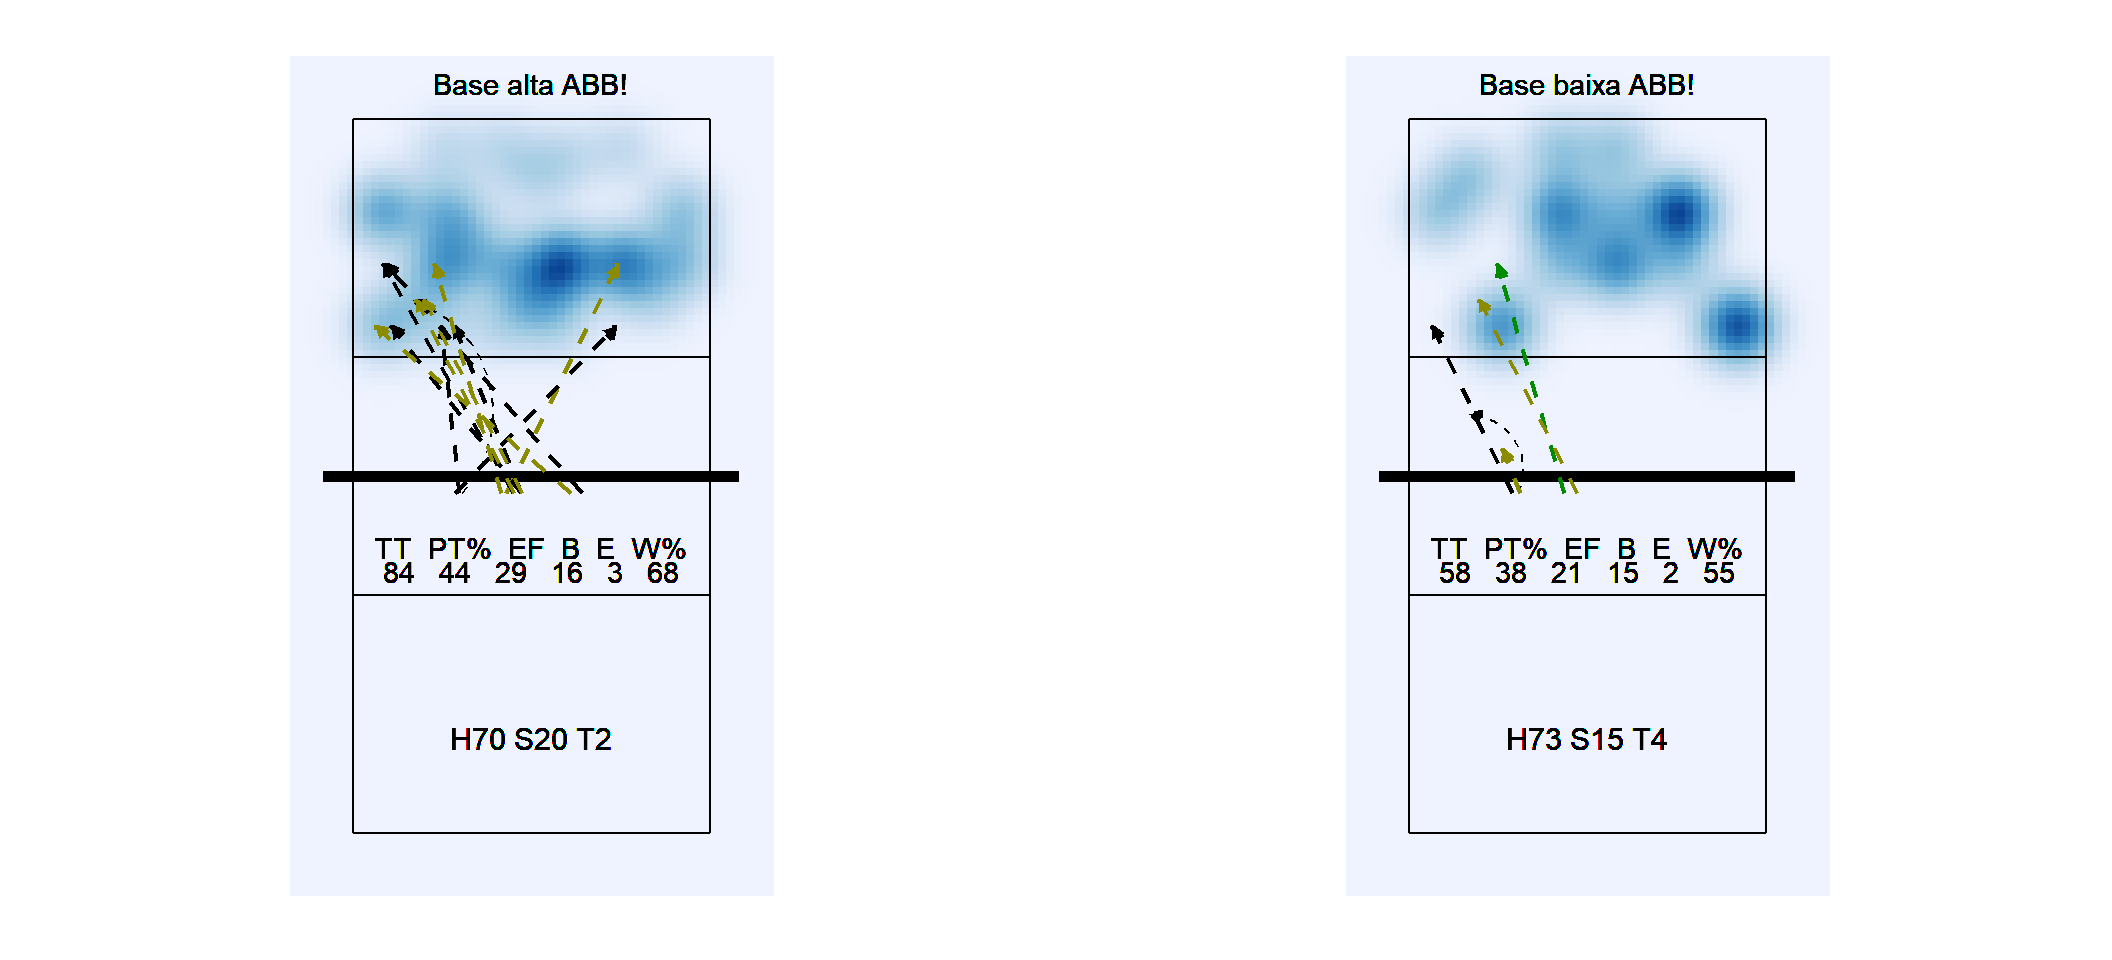 Base alta ABB!
TT PT% EF B E W%
84 44 29 16 3 68
H70 S20 T2
Base baixa ABB!
TT PT% EF B E W%
58 38 21 15 2 55
H73 S15 T4